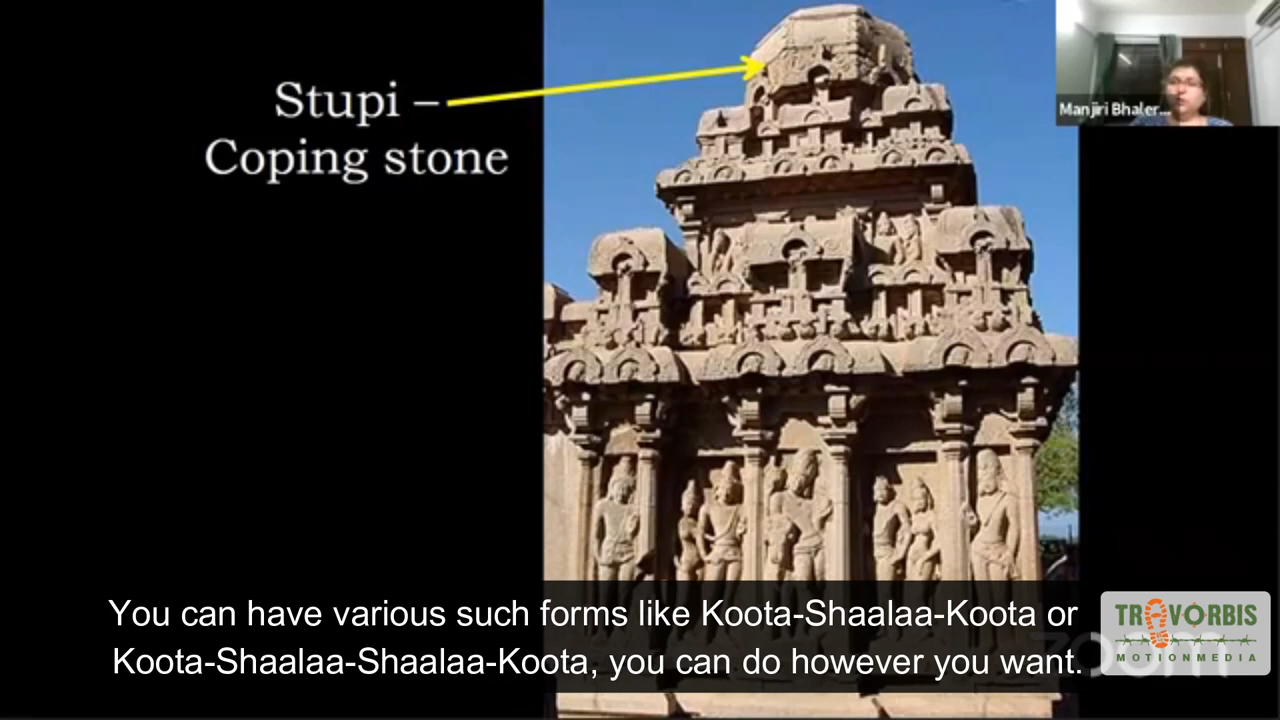 Stupi –
Coping stone
Manjiri Bhaler...
You can have various such forms like Koota-Shaalaa-Koota or
Koota-Shaalaa-Shaalaa-Koota, you can do however you want.
zoom
TRAVORBIS
MOTIONMEDIA